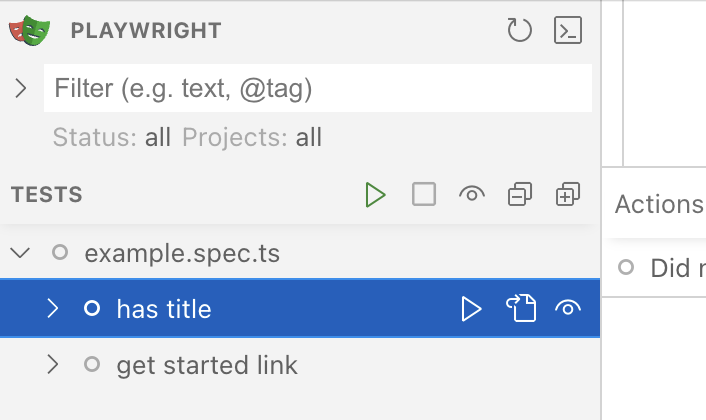 PLAYWRIGHT
Filter (e.g. text, @tag)
Status: all Projects: all
TESTS
Actions
example.spec.ts
Did
has title
get started link